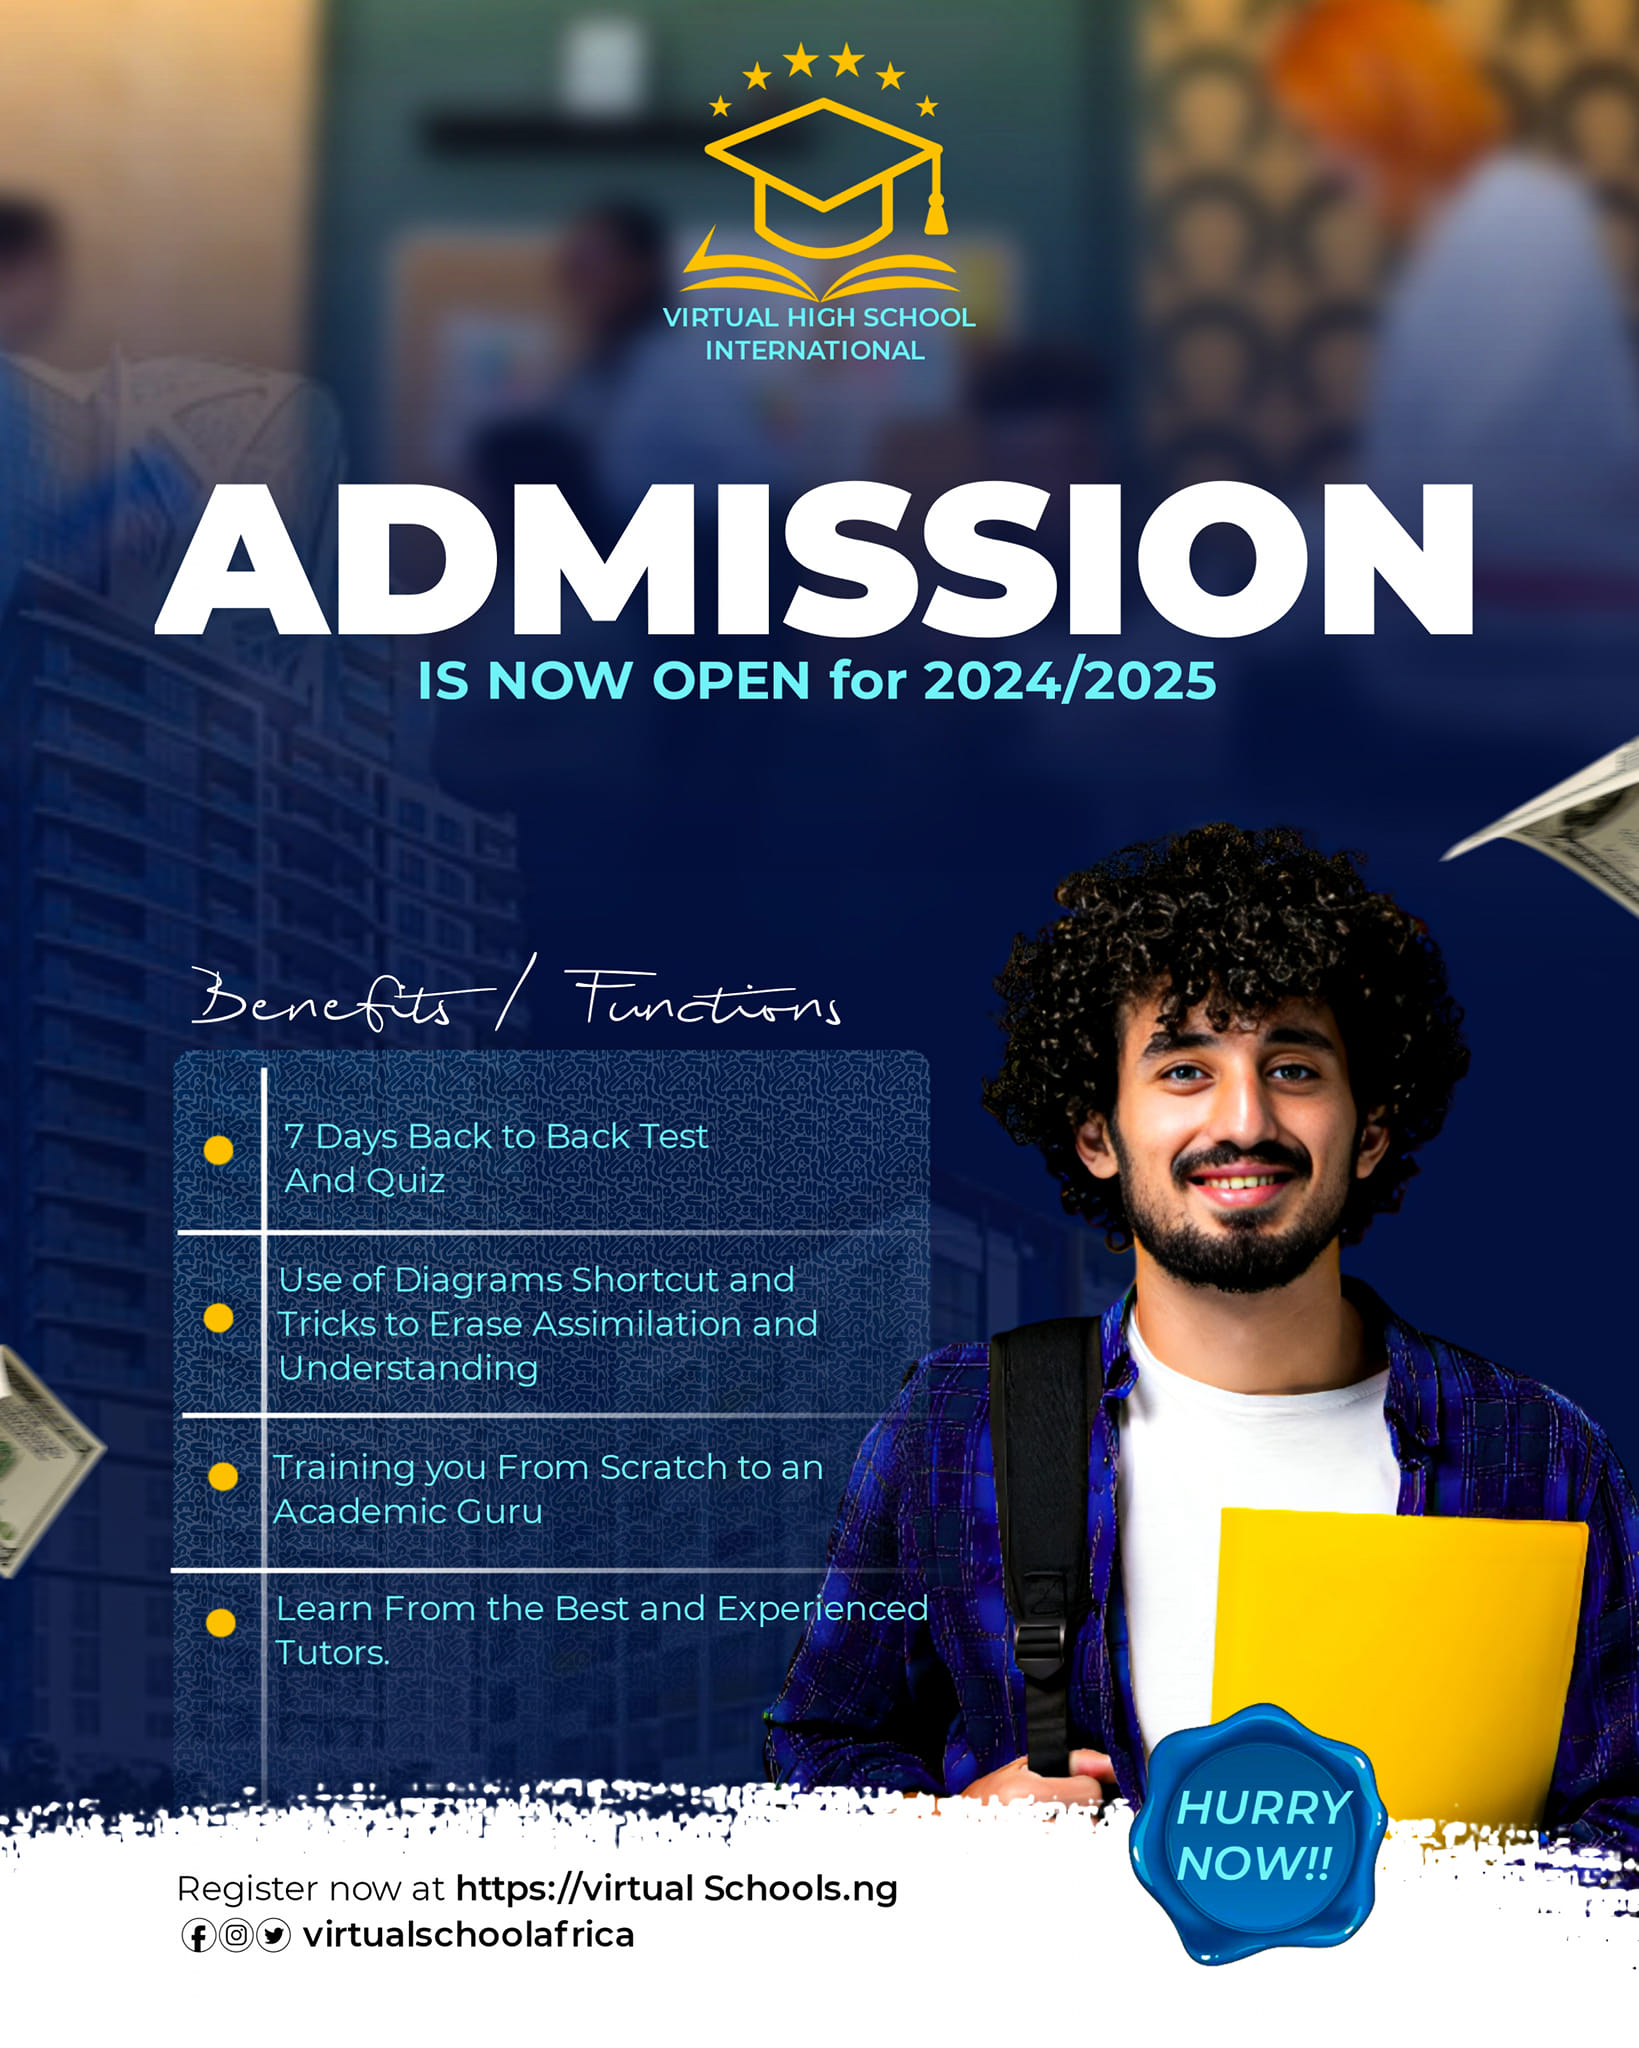 VIRTUAL HIGH SCHOOL
INTERNATIONAL
ADMISSION
IS NOW OPEN for 2024/2025
Benefits / Functions
7 Days Back to Back Test
And Quiz
Use of Diagrams Shortcut and
Tricks to Erase Assimilation and
Understanding
Training you From Scratch to an
Academic Guru
Learn From the Best and Experienced
Tutors.
HURRY
NOW!!
Register now at https://virtual Schools.ng
virtualschoolafrica